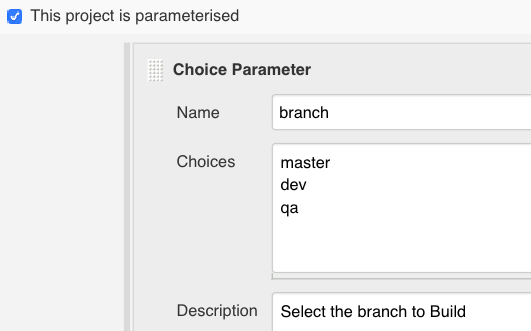 This project is parameterised
Choice Parameter
Name
branch
Choices
master
dev
qa
Description
Select the branch to Build